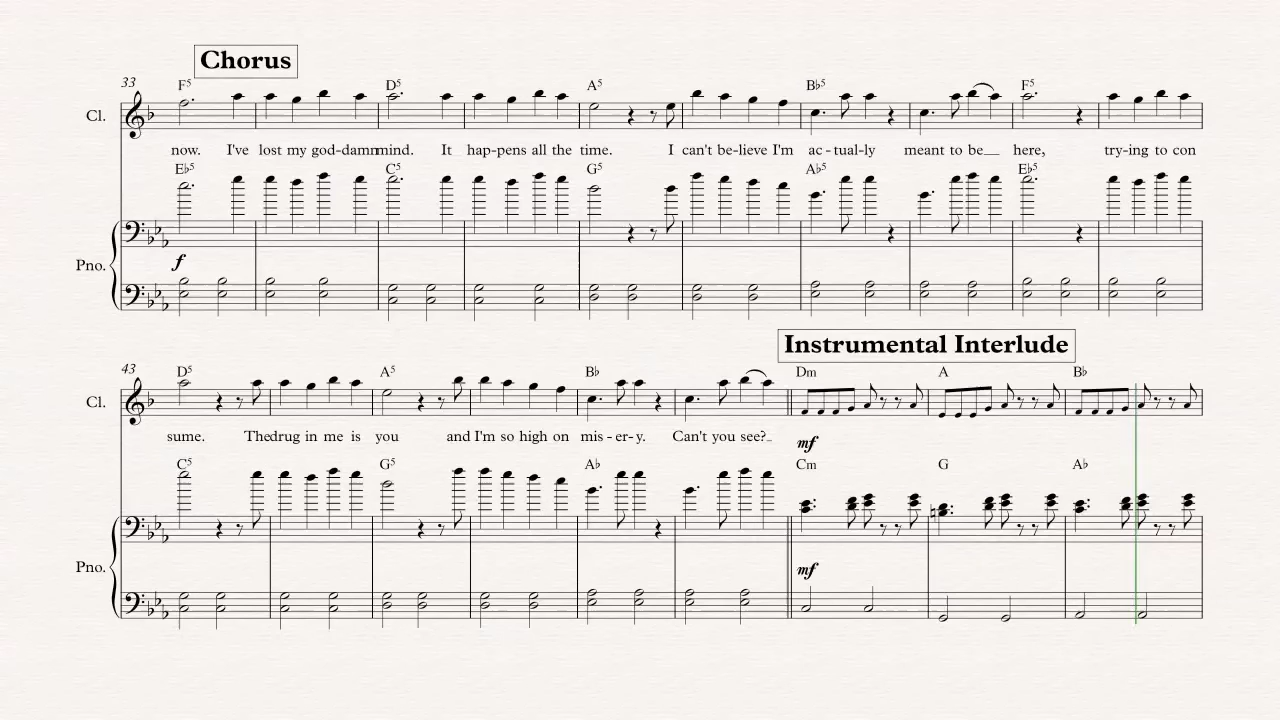 Chorus
33
F5 D5 A5 B♭5 F5
Cl.
now. I've lost my god-damn mind. It hap-pens all the time. I can't be-lieve I'm ac-tual-ly meant to be__ here, try-ing to con
E♭5 C5 G5 A♭5 E♭5
f
Pno.
Instrumental Interlude
43
D5 A5 B♭ Dm A B♭
Cl.
sume. The drug in me is you and I'm so high on mis-er-y. Can't you see?_
mf
C5 G5 A♭ Cm G A♭
Pno.
mf